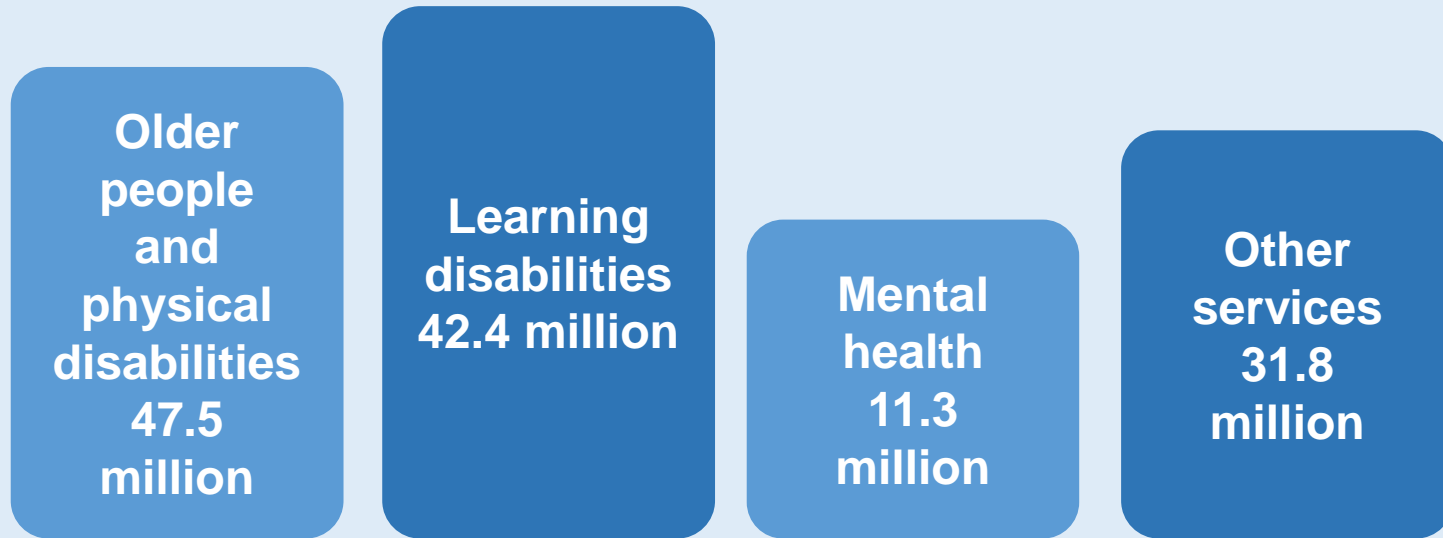 Older
people
and
physical
disabilities
47.5
million
Learning
disabilities
42.4 million
Mental
health
11.3
million
Other
services
31.8
million